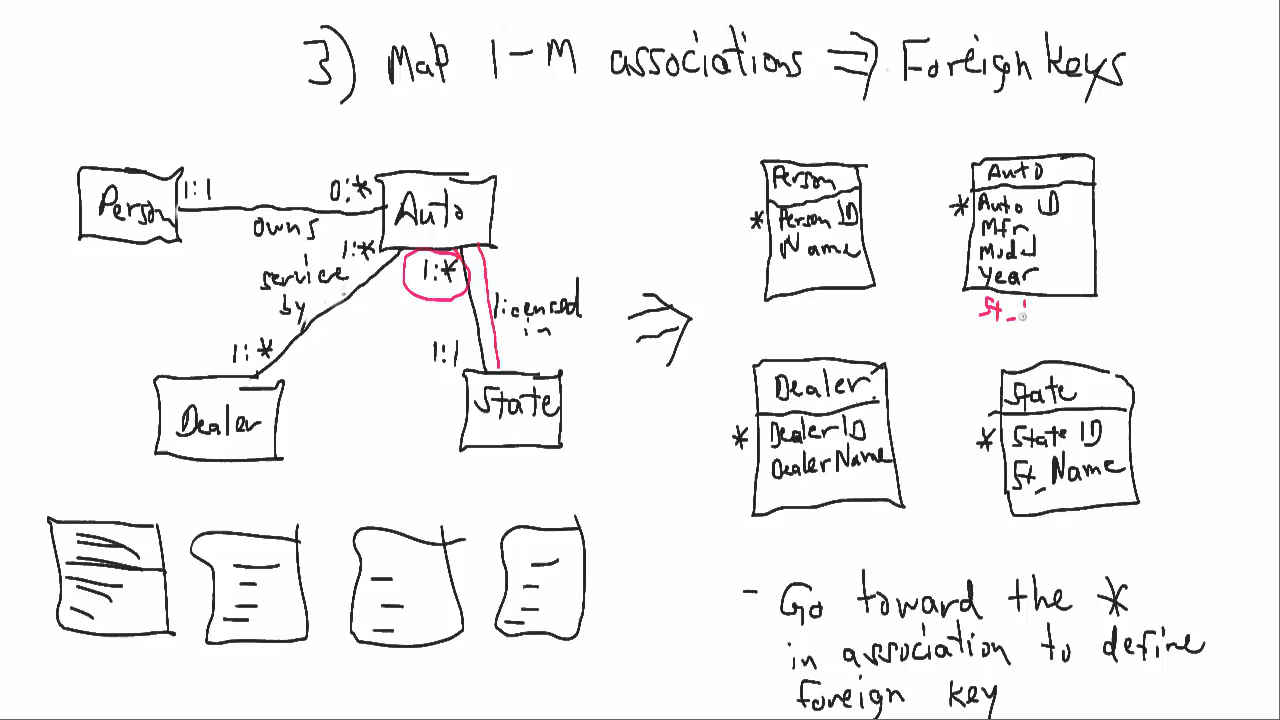 3) Map 1-M associations ⇒ Foreign keys
Person
1:1
0:*
owns
Auto
1:*
service
by
1:*
Dealer
1:*
licensed
in
1:1
State
Person
* Person ID
Name
Auto
* Auto ID
Mfr
Model
Year
St_i
Dealer
* Dealer ID
Dealer Name
State
* State ID
St_Name
- Go toward the *
in association to define
foreign key